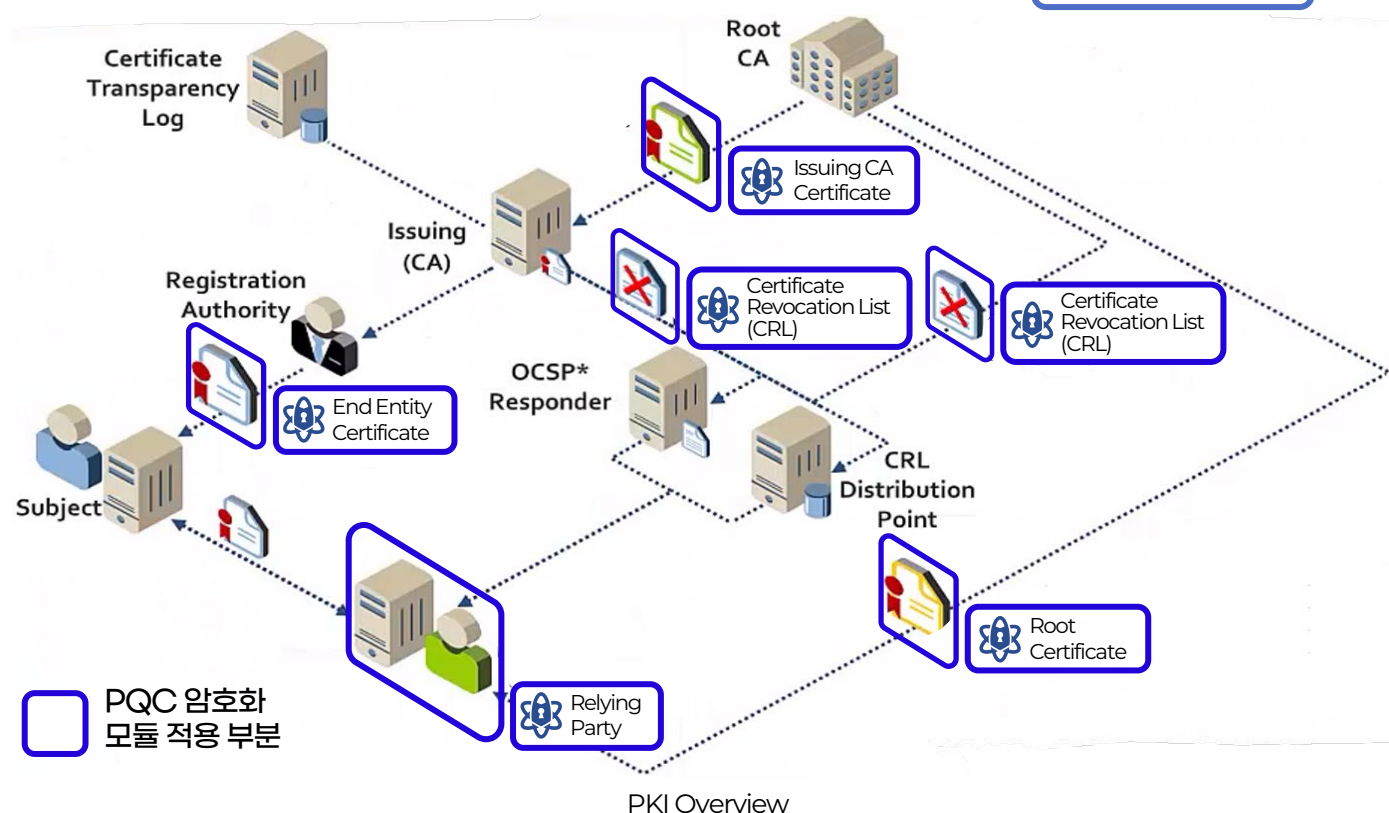 Certificate
Transparency
Log
Root
CA
Issuing CA
Certificate
Issuing
(CA)
Registration
Authority
Certificate
Revocation List
(CRL)
Certificate
Revocation List
(CRL)
OCSP*
Responder
End Entity
Certificate
CRL
Distribution
Point
Subject
Root
Certificate
Relying
Party
PQC 암호화
모듈 적용 부분
PKI Overview